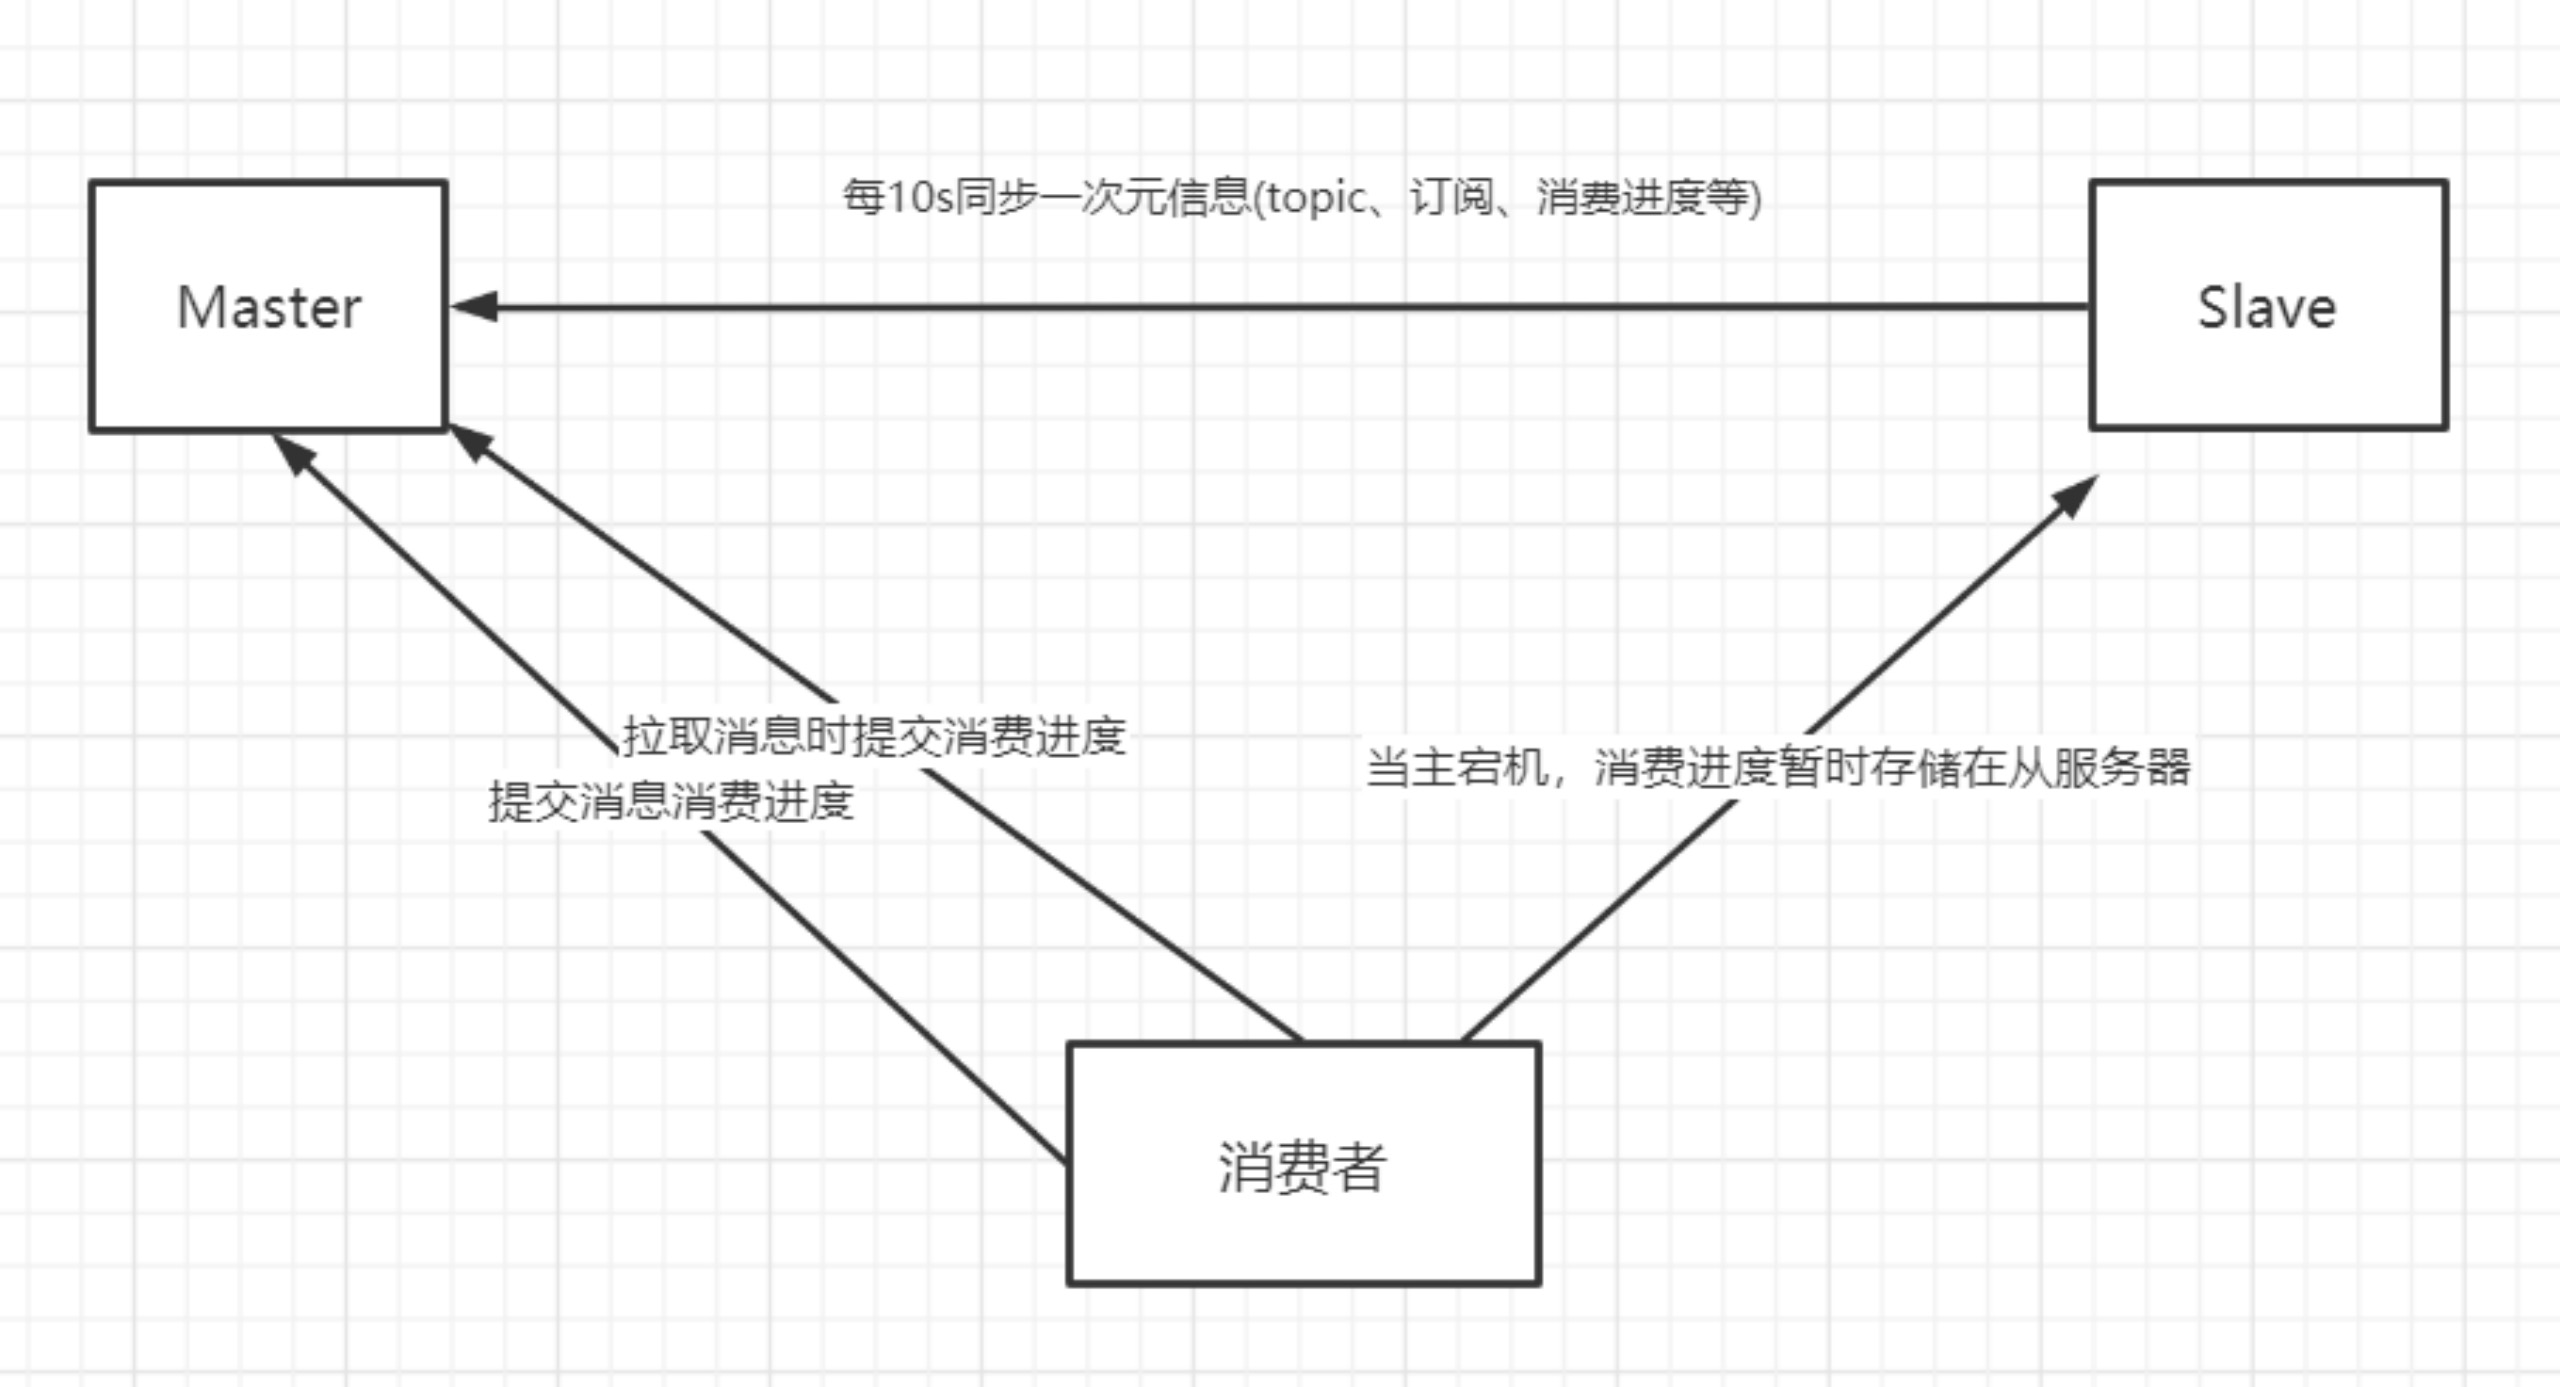 每10s同步一次元信息(topic、订阅、消费进度等)
Master
Slave
拉取消息时提交消费进度
当主宕机，消费进度暂时存储在从服务器
提交消息消费进度
消费者